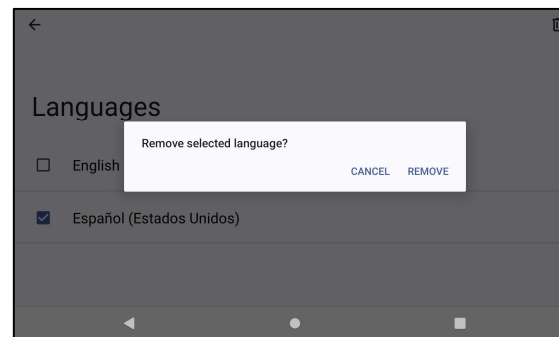 Languages
Remove selected language?
English
CANCEL REMOVE
Español (Estados Unidos)